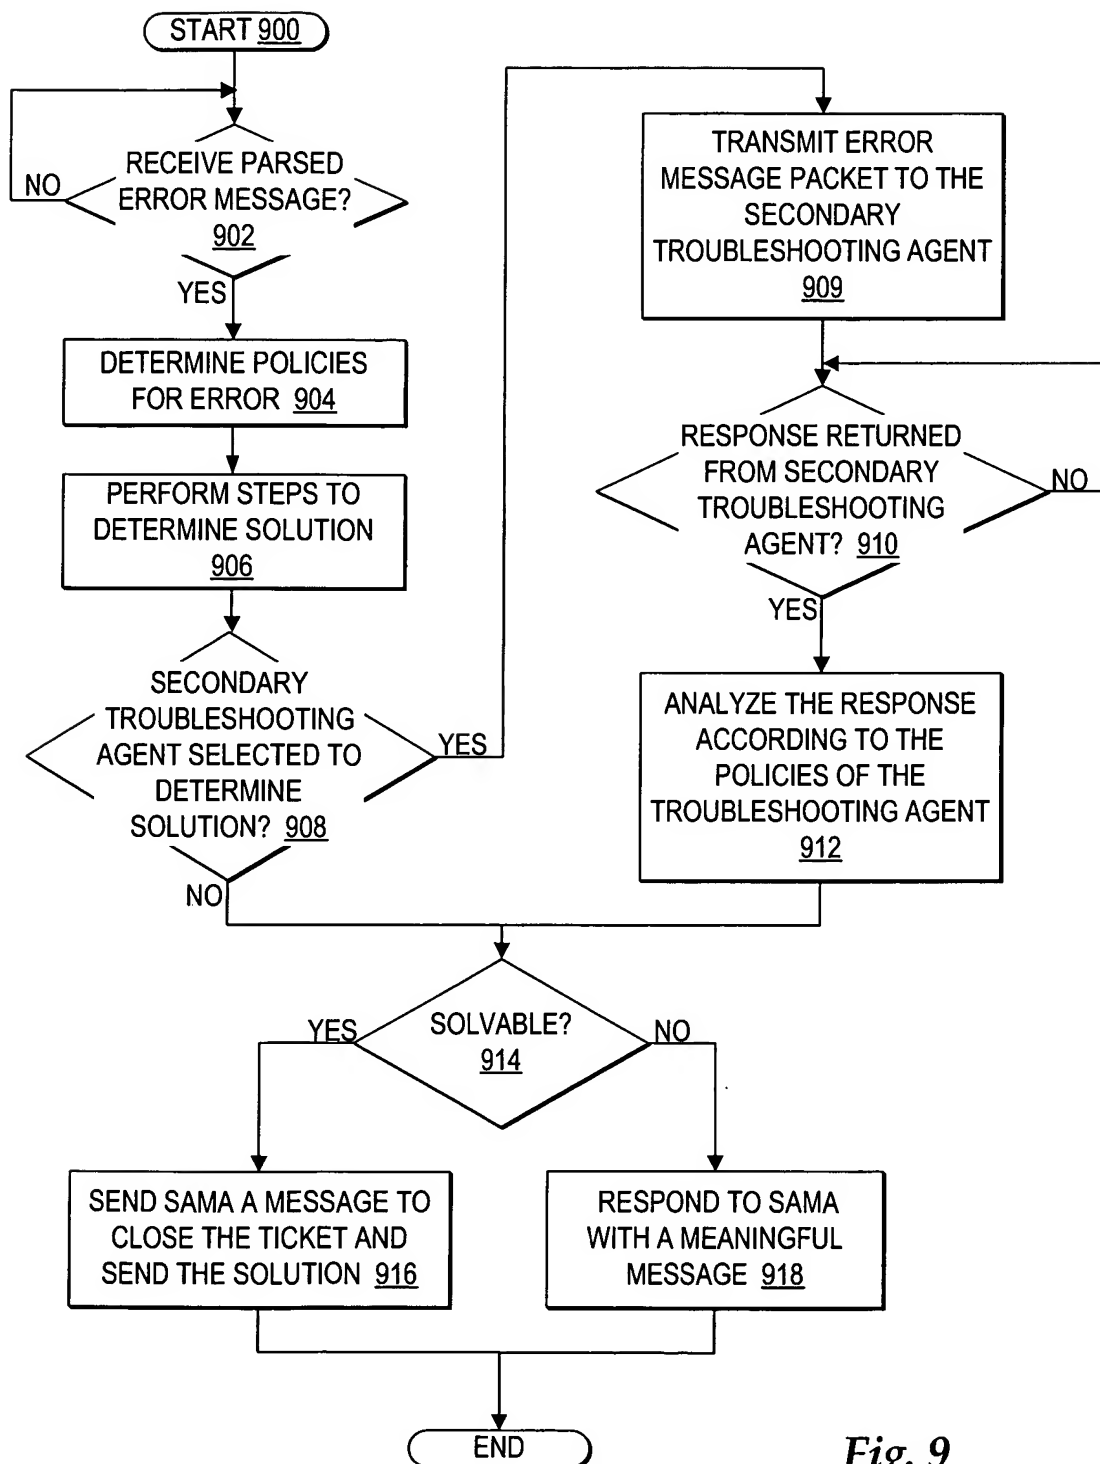 START 900
RECEIVE PARSED
ERROR MESSAGE?
902
NO
YES
DETERMINE POLICIES
FOR ERROR 904
PERFORM STEPS TO
DETERMINE SOLUTION
906
SECONDARY
TROUBLESHOOTING
AGENT SELECTED TO
DETERMINE
SOLUTION? 908
YES
NO
TRANSMIT ERROR
MESSAGE PACKET TO THE
SECONDARY
TROUBLESHOOTING AGENT
909
RESPONSE RETURNED
FROM SECONDARY
TROUBLESHOOTING
AGENT? 910
NO
YES
ANALYZE THE RESPONSE
ACCORDING TO THE
POLICIES OF THE
TROUBLESHOOTING AGENT
912
SOLVABLE?
914
YES
NO
SEND SAMA A MESSAGE TO
CLOSE THE TICKET AND
SEND THE SOLUTION 916
RESPOND TO SAMA
WITH A MEANINGFUL
MESSAGE 918
END
Fig. 9